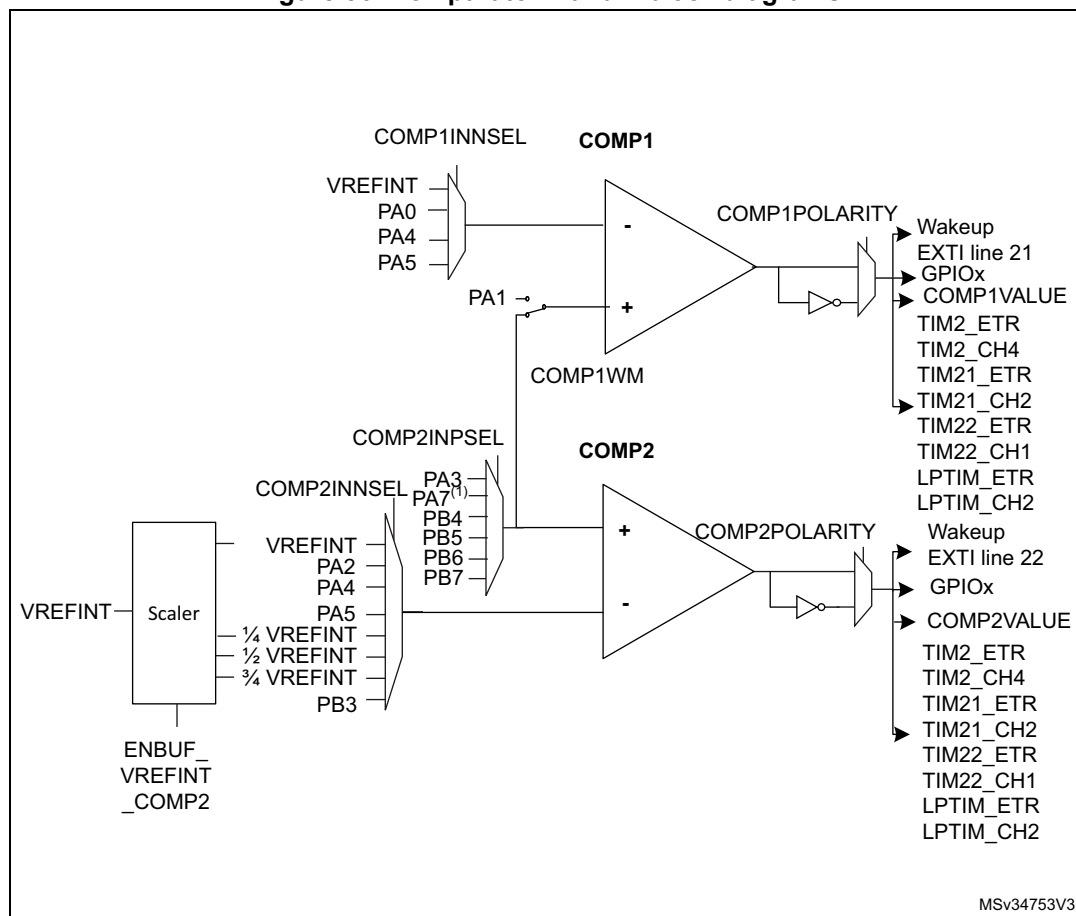 COMP1INNSEL
COMP1
VREFINT
PA0
PA4
PA5
-
+
PA1
COMP1WM
COMP1POLARITY
Wakeup
EXTI line 21
GPIOx
COMP1VALUE
TIM2_ETR
TIM2_CH4
TIM21_ETR
TIM21_CH2
TIM22_ETR
TIM22_CH1
LPTIM_ETR
LPTIM_CH2
COMP2INPSEL
COMP2
PA3
PA7(1)
PB4
PB5
PB6
PB7
COMP2INNSEL
VREFINT
PA2
PA4
PA5
¼ VREFINT
½ VREFINT
¾ VREFINT
PB3
VREFINT
Scaler
ENBUF_
VREFINT
_COMP2
+
-
COMP2POLARITY
Wakeup
EXTI line 22
GPIOx
COMP2VALUE
TIM2_ETR
TIM2_CH4
TIM21_ETR
TIM21_CH2
TIM22_ETR
TIM22_CH1
LPTIM_ETR
LPTIM_CH2
MSv34753V3